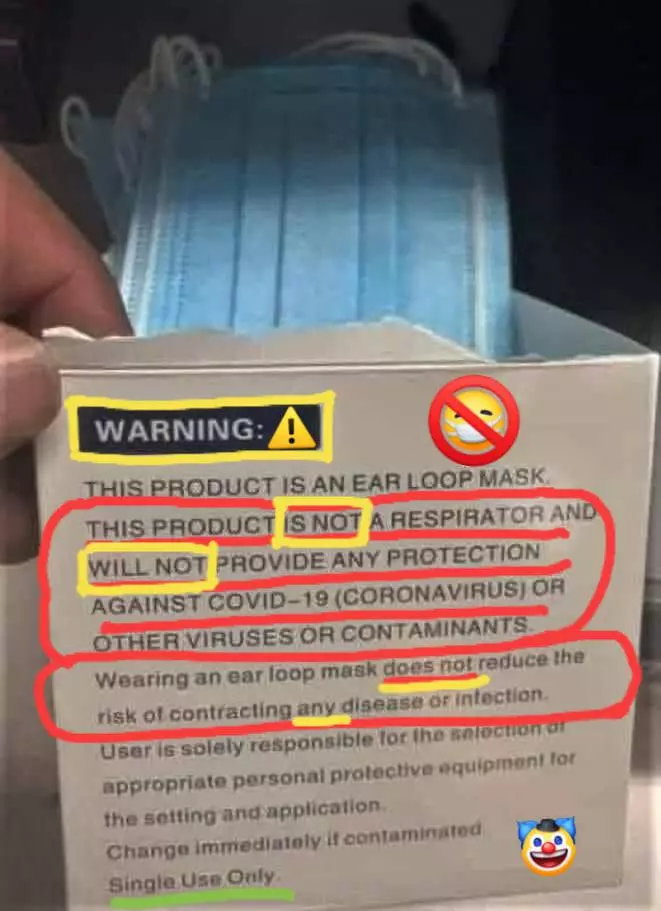 WARNING:
THIS PRODUCT IS AN EAR LOOP MASK.
THIS PRODUCT IS NOT A RESPIRATOR AND
WILL NOT PROVIDE ANY PROTECTION
AGAINST COVID-19 (CORONAVIRUS) OR
OTHER VIRUSES OR CONTAMINANTS.
Wearing an ear loop mask does not reduce the
risk of contracting any disease or infection.
User is solely responsible for the selection of
appropriate personal protective equipment for
the setting and application.
Change immediately if contaminated.
Single Use Only